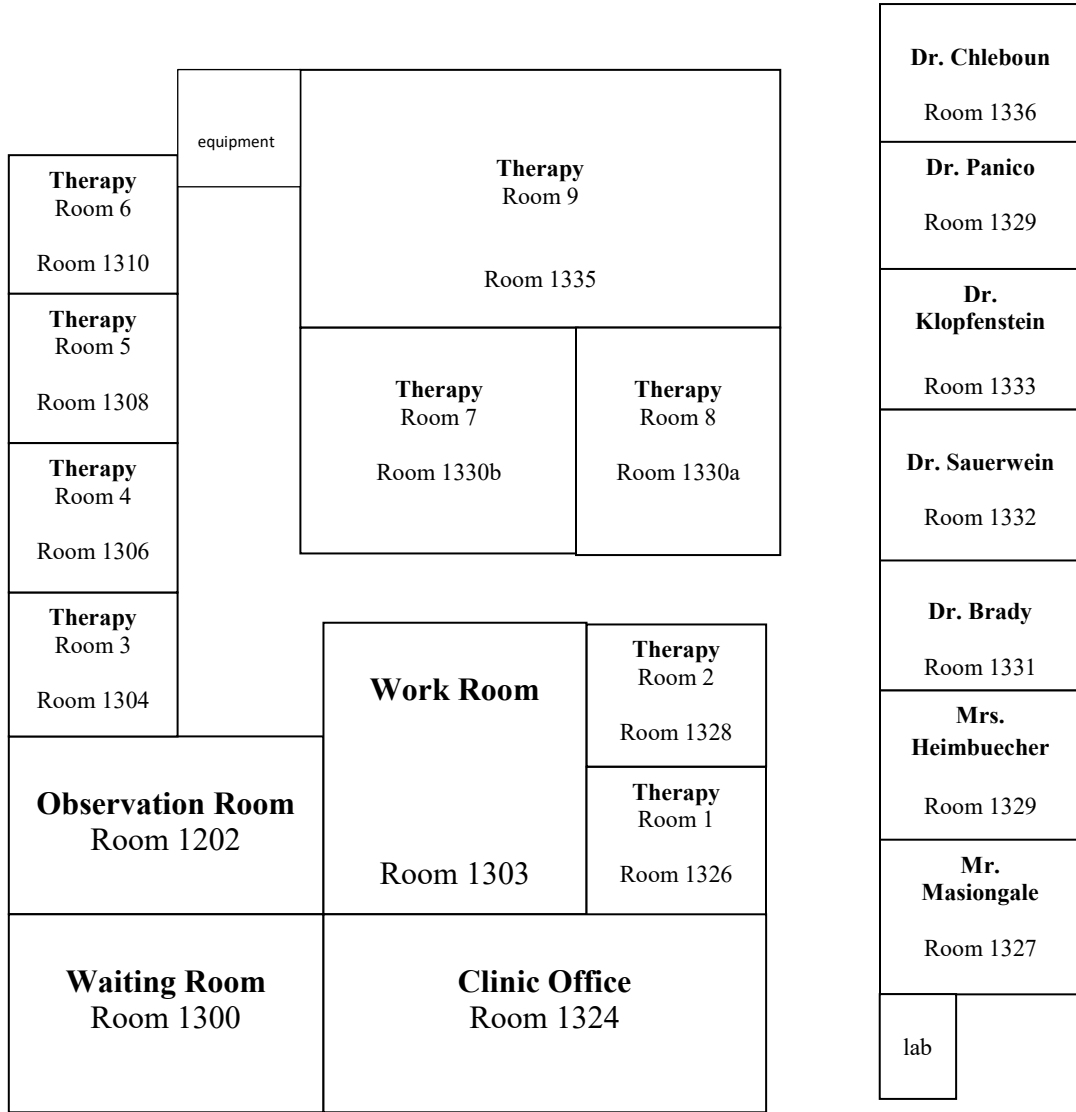 equipment
Therapy
Room 9
Room 1335
Therapy
Room 6
Room 1310
Therapy
Room 5
Room 1308
Therapy
Room 4
Room 1306
Therapy
Room 3
Room 1304
Therapy
Room 7
Room 1330b
Therapy
Room 8
Room 1330a
Work Room
Room 1303
Therapy
Room 2
Room 1328
Therapy
Room 1
Room 1326
Observation Room
Room 1202
Waiting Room
Room 1300
Clinic Office
Room 1324
Dr. Chleboun
Room 1336
Dr. Panico
Room 1329
Dr.
Klopfenstein
Room 1333
Dr. Sauerwein
Room 1332
Dr. Brady
Room 1331
Mrs.
Heimbuecher
Room 1329
Mr.
Masiongale
Room 1327
lab